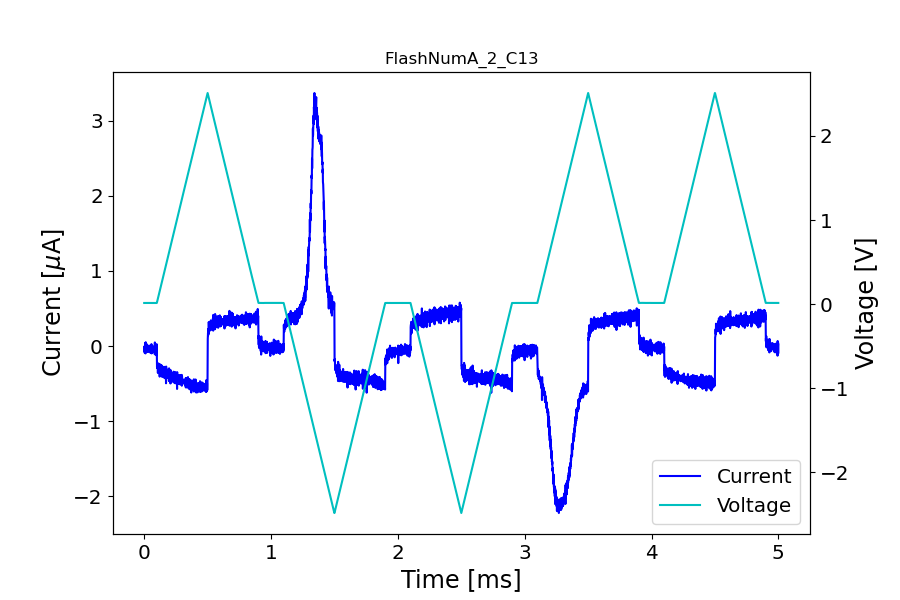 FlashNumA_2_C13
Current [μA]
3
2
1
0
−1
−2
2
1
0
−1
−2
Voltage [V]
Current
Voltage
0 1 2 3 4 5
Time [ms]